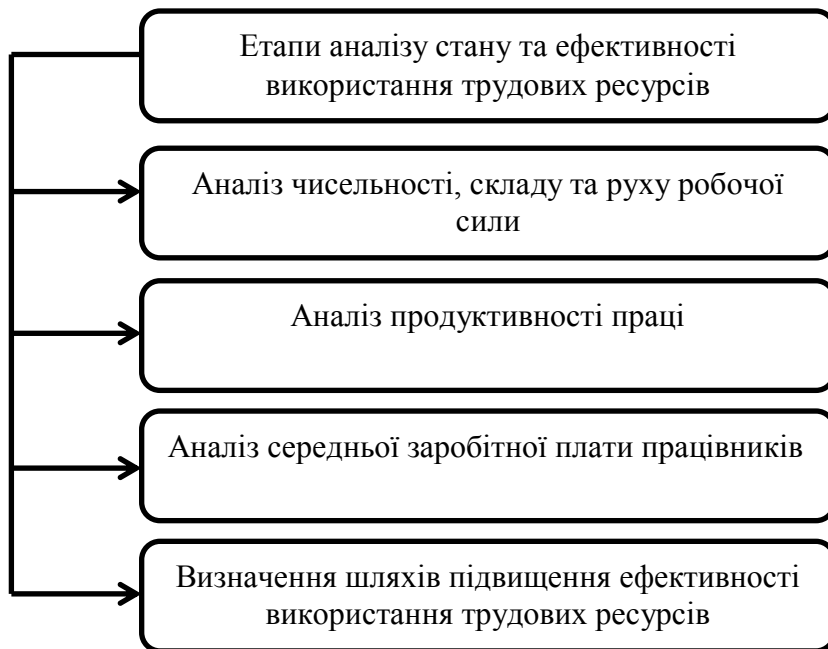 Етапи аналізу стану та ефективності
використання трудових ресурсів
Аналіз чисельності, складу та руху робочої
сили
Аналіз продуктивності праці
Аналіз середньої заробітної плати працівників
Визначення шляхів підвищення ефективності
використання трудових ресурсів